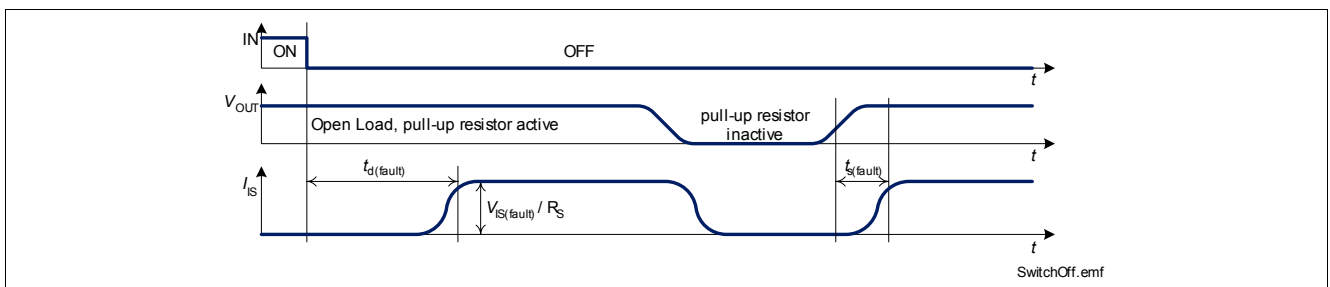 IN
ON
OFF
t
VOUT
Open Load, pull-up resistor active
pull-up resistor
inactive
t
IIS
td(fault)
VIS(fault) / RS
ts(fault)
t
SwitchOff.emf